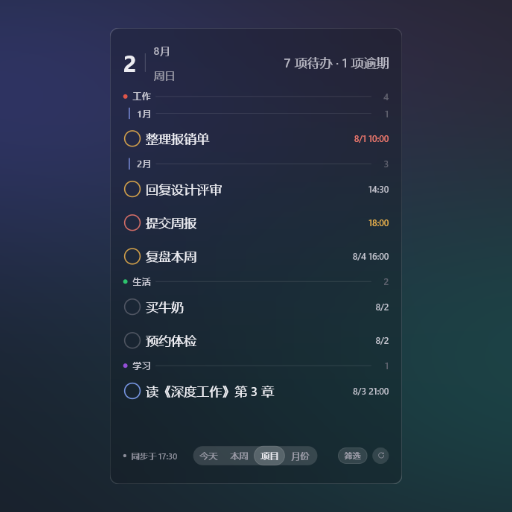 2
8月
周日
7 项待办 · 1 项逾期
工作 4
1月 1
整理报销单 8/1 10:00
2月 3
回复设计评审 14:30
提交周报 18:00
复盘本周 8/4 16:00
生活 2
买牛奶 8/2
预约体检 8/2
学习 1
读《深度工作》第 3 章 8/3 21:00
同步于 17:30 今天 本周 项目 月份 筛选